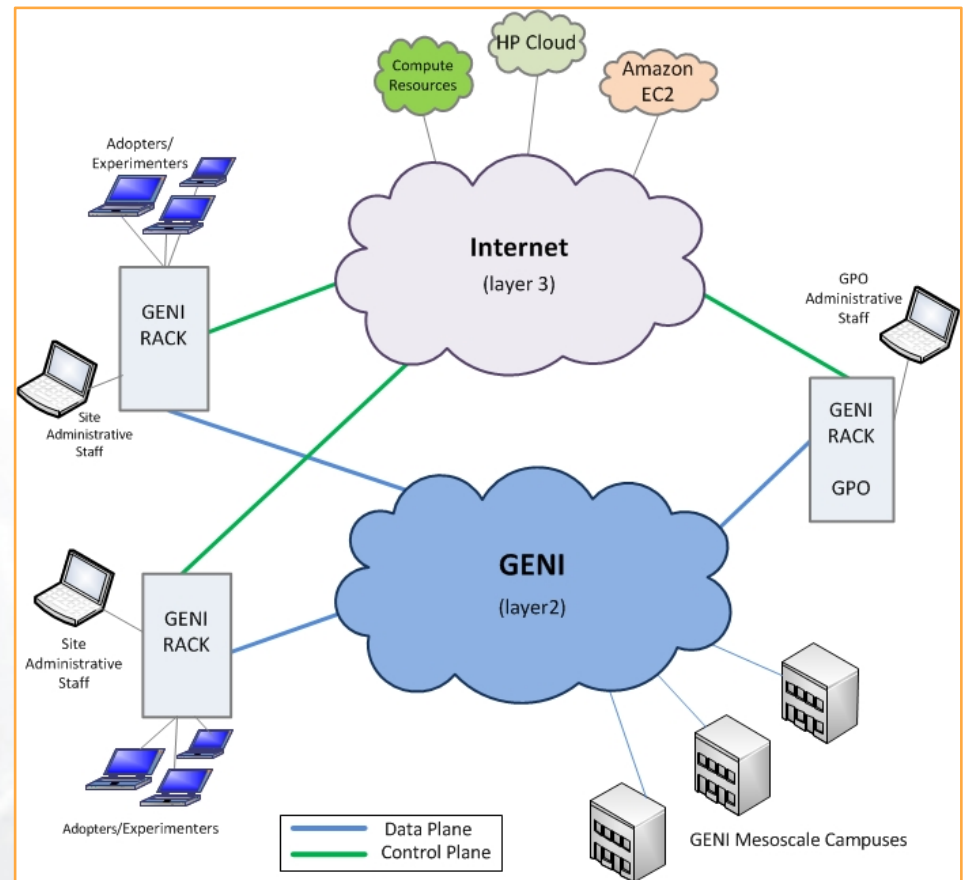 HP Cloud
Compute
Resources
Amazon
EC2
Adopters/
Experimenters
Internet
(layer 3)
GENI
RACK
GPO
Administrative
Staff
Site
Administrative
Staff
GENI
RACK
GPO
GENI
(layer2)
GENI
RACK
Site
Administrative
Staff
Adopters/Experimenters
Data Plane
Control Plane
GENI Mesoscale Campuses